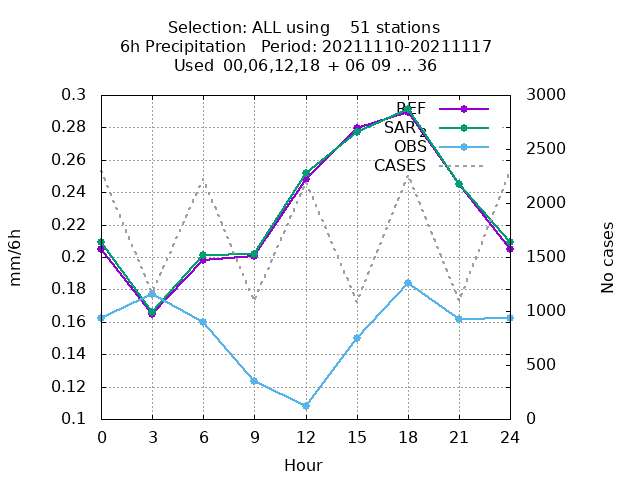 Selection: ALL using 51 stations
6h Precipitation Period: 20211110-20211117
Used 00,06,12,18 + 06 09 ... 36
REF
SAR 2
OBS
CASES
mm/6h
0.3
0.28
0.26
0.24
0.22
0.2
0.18
0.16
0.14
0.12
0.1
3000
2500
2000
1500
1000
500
0
No cases
0 3 6 9 12 15 18 21 24
Hour